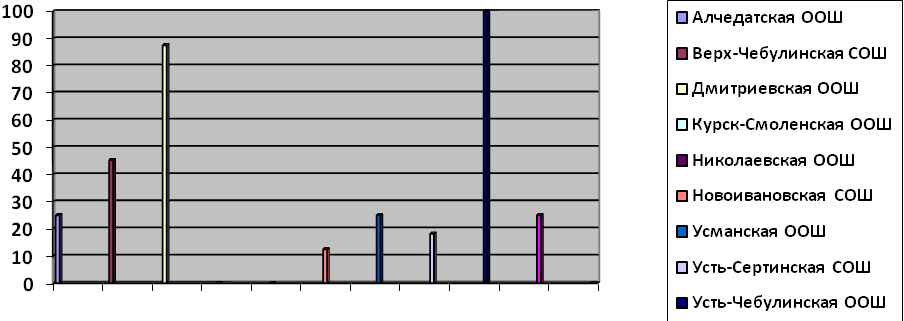 100
90
80
70
60
50
40
30
20
10
0
Алчедатская ООШ
Верх-Чебулинская СОШ
Дмитриевская ООШ
Курск-Смоленская ООШ
Николаевская ООШ
Новоивановская СОШ
Усманская ООШ
Усть-Сертинская СОШ
Усть-Чебулинская ООШ